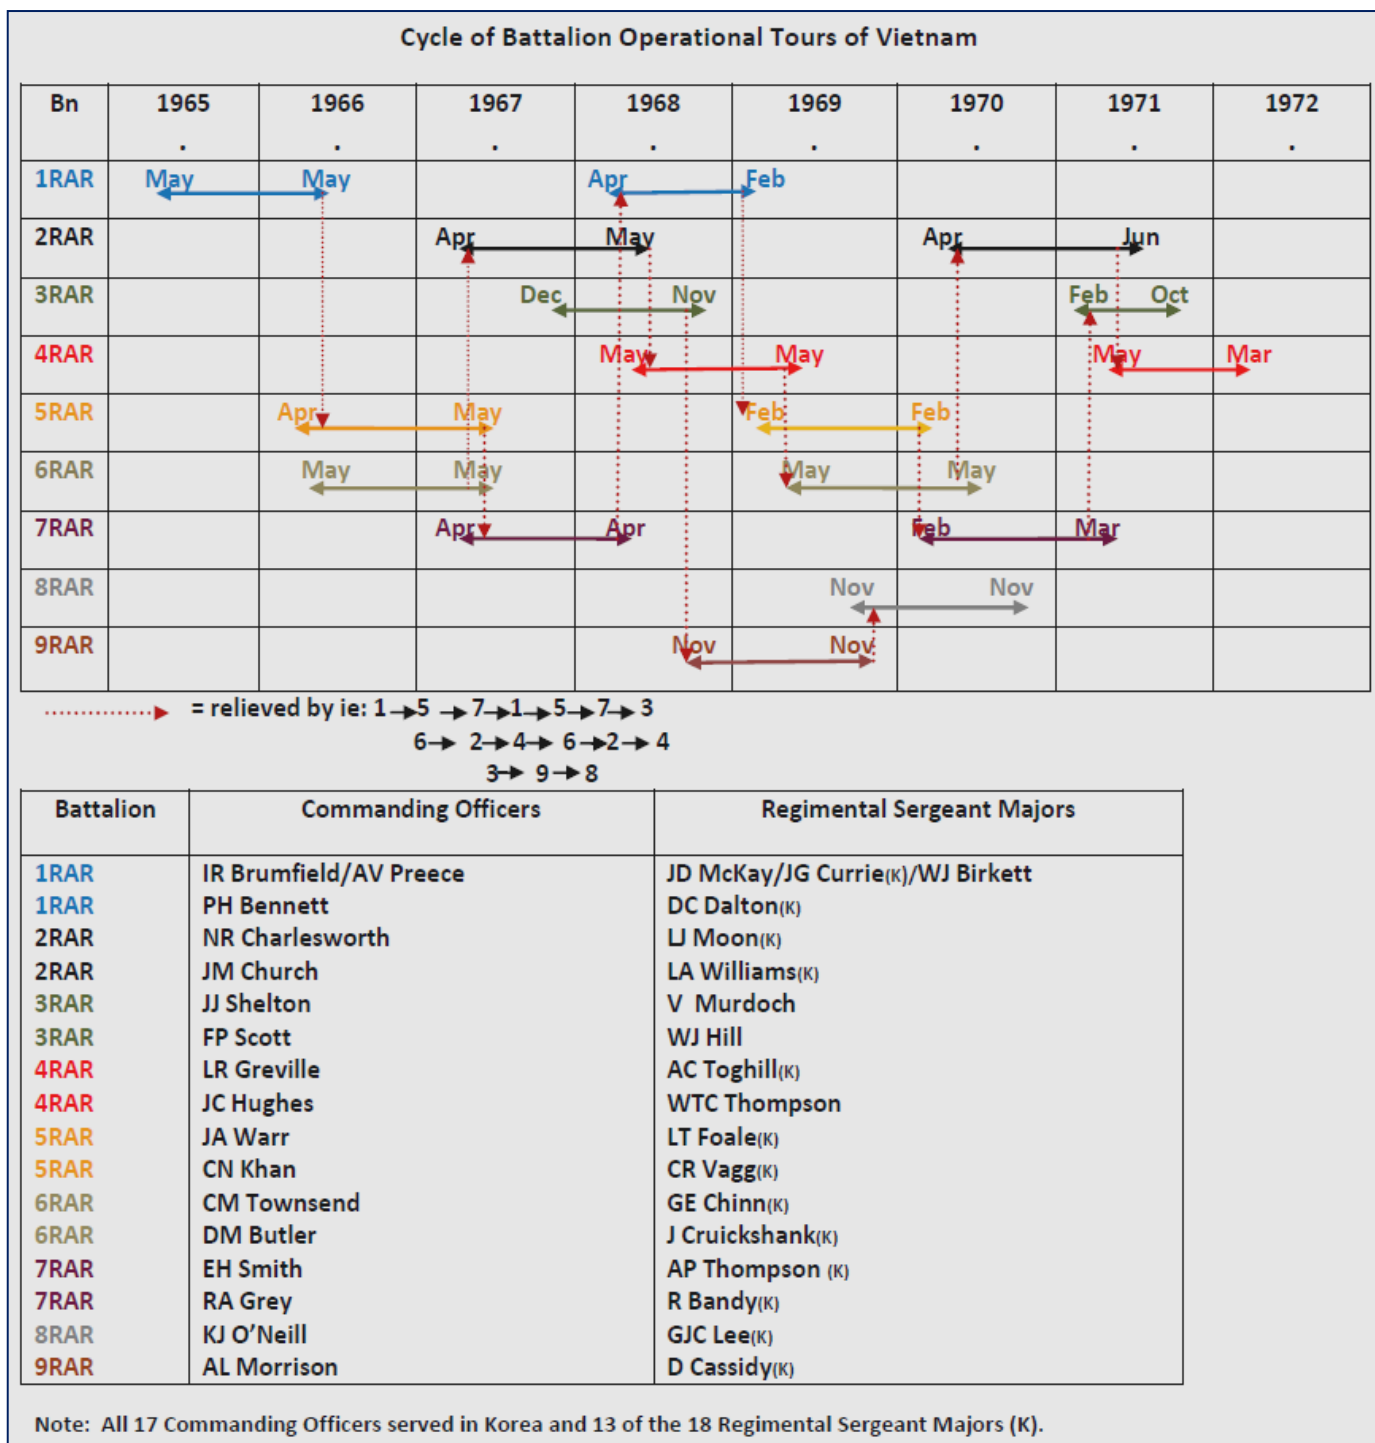 Cycle of Battalion Operational Tours of Vietnam
Bn 1965 1966 1967 1968 1969 1970 1971 1972
. . . . . . . .
1RAR May May Apr Feb
2RAR Apr May Apr Jun
3RAR Dec Nov Feb Oct
4RAR May May May Mar
5RAR Apr May Feb Feb
6RAR May May May May
7RAR Apr Apr Feb Mar
8RAR Nov Nov
9RAR Nov Nov
= relieved by ie: 1→5 →7→1→5→7→ 3
6→ 2→4→ 6→2→ 4
3→ 9→8
Battalion Commanding Officers Regimental Sergeant Majors
1RAR IR Brumfield/AV Preece JD McKay/JG Currie(K)/WJ Birkett
1RAR PH Bennett DC Dalton(K)
2RAR NR Charlesworth LJ Moon(K)
2RAR JM Church LA Williams(K)
3RAR JJ Shelton V Murdoch
3RAR FP Scott WJ Hill
4RAR LR Greville AC Toghill(K)
4RAR JC Hughes WTC Thompson
5RAR JA Warr LT Foale(K)
5RAR CN Khan CR Vagg(K)
6RAR CM Townsend GE Chinn(K)
6RAR DM Butler J Cruickshank(K)
7RAR EH Smith AP Thompson (K)
7RAR RA Grey R Bandy(K)
8RAR KJ O’Neill GJC Lee(K)
9RAR AL Morrison D Cassidy(K)
Note: All 17 Commanding Officers served in Korea and 13 of the 18 Regimental Sergeant Majors (K).